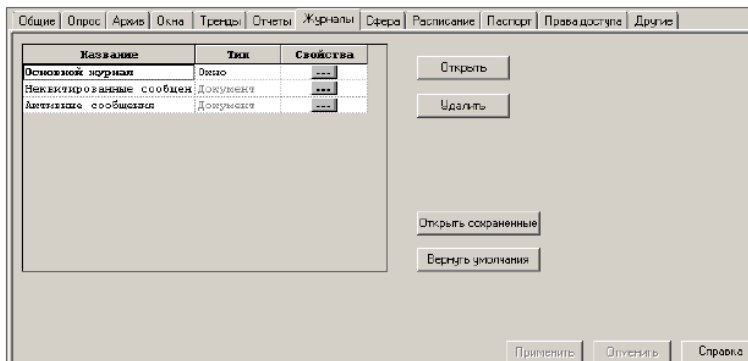 Общие Опрос Архив Окна Тренды Отчеты Журналы Сфера Расписание Паспорт Права доступа Другие
Название Тип Свойства
Основной журнал Окно ...
Неквитированные сообщен Документ ...
Активные сообщения Документ ...
Открыть
Удалить
Открыть сохраненные
Вернуть умолчания
Применить Отменить Справка